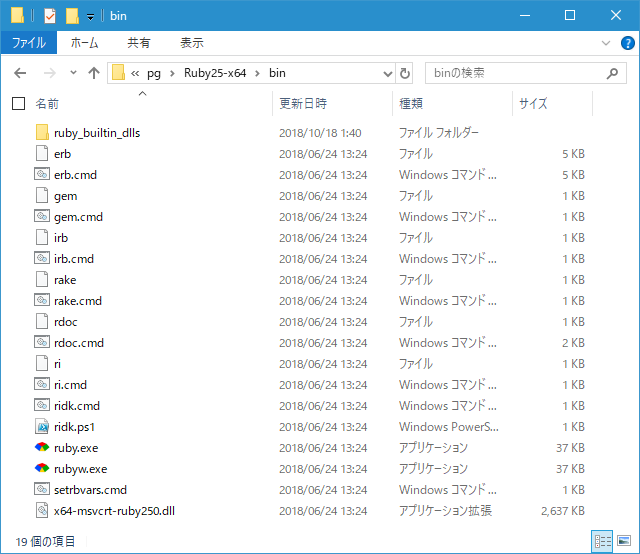 bin
ファイル ホーム 共有 表示
« pg › Ruby25-x64 › bin binの検索
名前 更新日時 種類 サイズ
ruby_builtin_dlls 2018/10/18 1:40 ファイル フォルダー
erb 2018/06/24 13:24 ファイル 5 KB
erb.cmd 2018/06/24 13:24 Windows コマンド ... 5 KB
gem 2018/06/24 13:24 ファイル 1 KB
gem.cmd 2018/06/24 13:24 Windows コマンド ... 1 KB
irb 2018/06/24 13:24 ファイル 1 KB
irb.cmd 2018/06/24 13:24 Windows コマンド ... 1 KB
rake 2018/06/24 13:24 ファイル 1 KB
rake.cmd 2018/06/24 13:24 Windows コマンド ... 1 KB
rdoc 2018/06/24 13:24 ファイル 1 KB
rdoc.cmd 2018/06/24 13:24 Windows コマンド ... 2 KB
ri 2018/06/24 13:24 ファイル 1 KB
ri.cmd 2018/06/24 13:24 Windows コマンド ... 1 KB
ridk.cmd 2018/06/24 13:24 Windows コマンド ... 1 KB
ridk.ps1 2018/06/24 13:24 Windows PowerS... 1 KB
ruby.exe 2018/06/24 13:24 アプリケーション 37 KB
rubyw.exe 2018/06/24 13:24 アプリケーション 37 KB
setrbvars.cmd 2018/06/24 13:24 Windows コマンド ... 1 KB
x64-msvcrt-ruby250.dll 2018/06/24 13:24 アプリケーション拡張 2,637 KB
19 個の項目